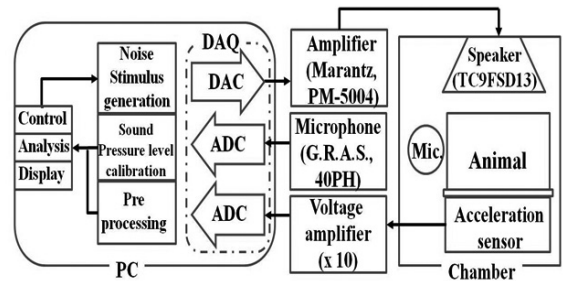 Control
Analysis
Display
Noise
Stimulus
generation
Sound
Pressure level
calibration
Pre
processing
PC
DAQ
DAC
ADC
ADC
Amplifier
(Marantz,
PM-5004)
Microphone
(G.R.A.S.,
40PH)
Voltage
amplifier
(x 10)
Speaker
(TC9FSD13)
Mic.
Animal
Acceleration
sensor
Chamber